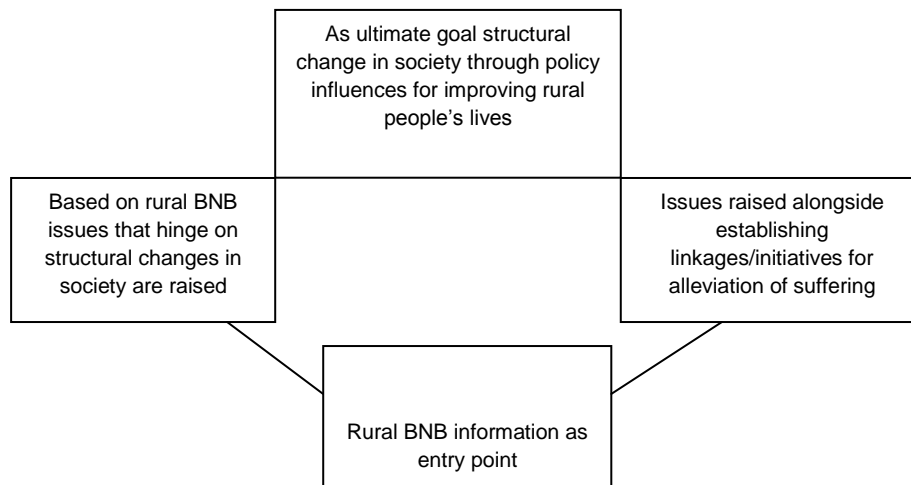 As ultimate goal structural
change in society through policy
influences for improving rural
people’s lives
Based on rural BNB
issues that hinge on
structural changes in
society are raised
Issues raised alongside
establishing
linkages/initiatives for
alleviation of suffering
Rural BNB information as
entry point